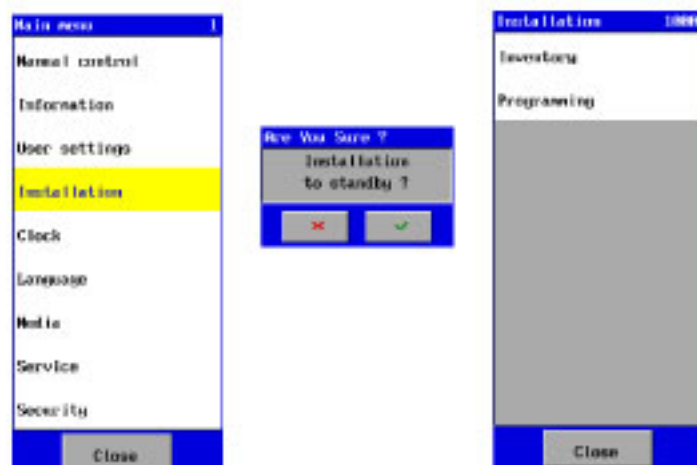 Main menu 1
Manual control
Information
User settings
Installation
Clock
Language
Media
Service
Security
Close
Are You Sure ?
Installation
to standby ?
Installation
Inventory
Programming
Close